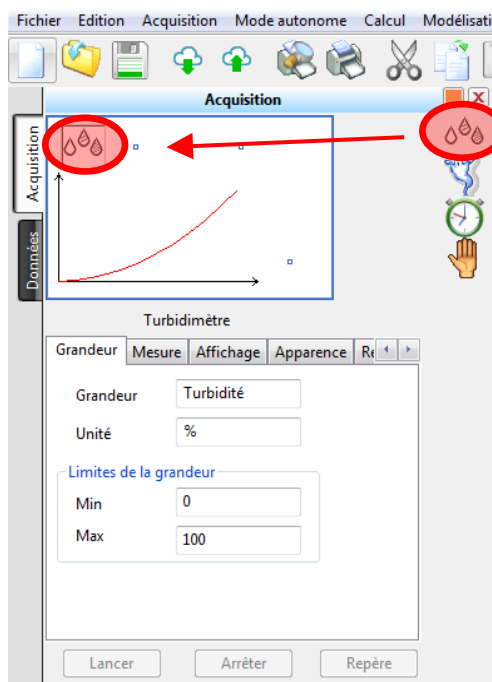 Fichier Edition Acquisition Mode autonome Calcul Modélisati
Acquisition
Acquisition
Données
Turbidimètre
Grandeur Mesure Affichage Apparence
Grandeur Turbidité
Unité %
Limites de la grandeur
Min 0
Max 100
Lancer Arrêter Repère